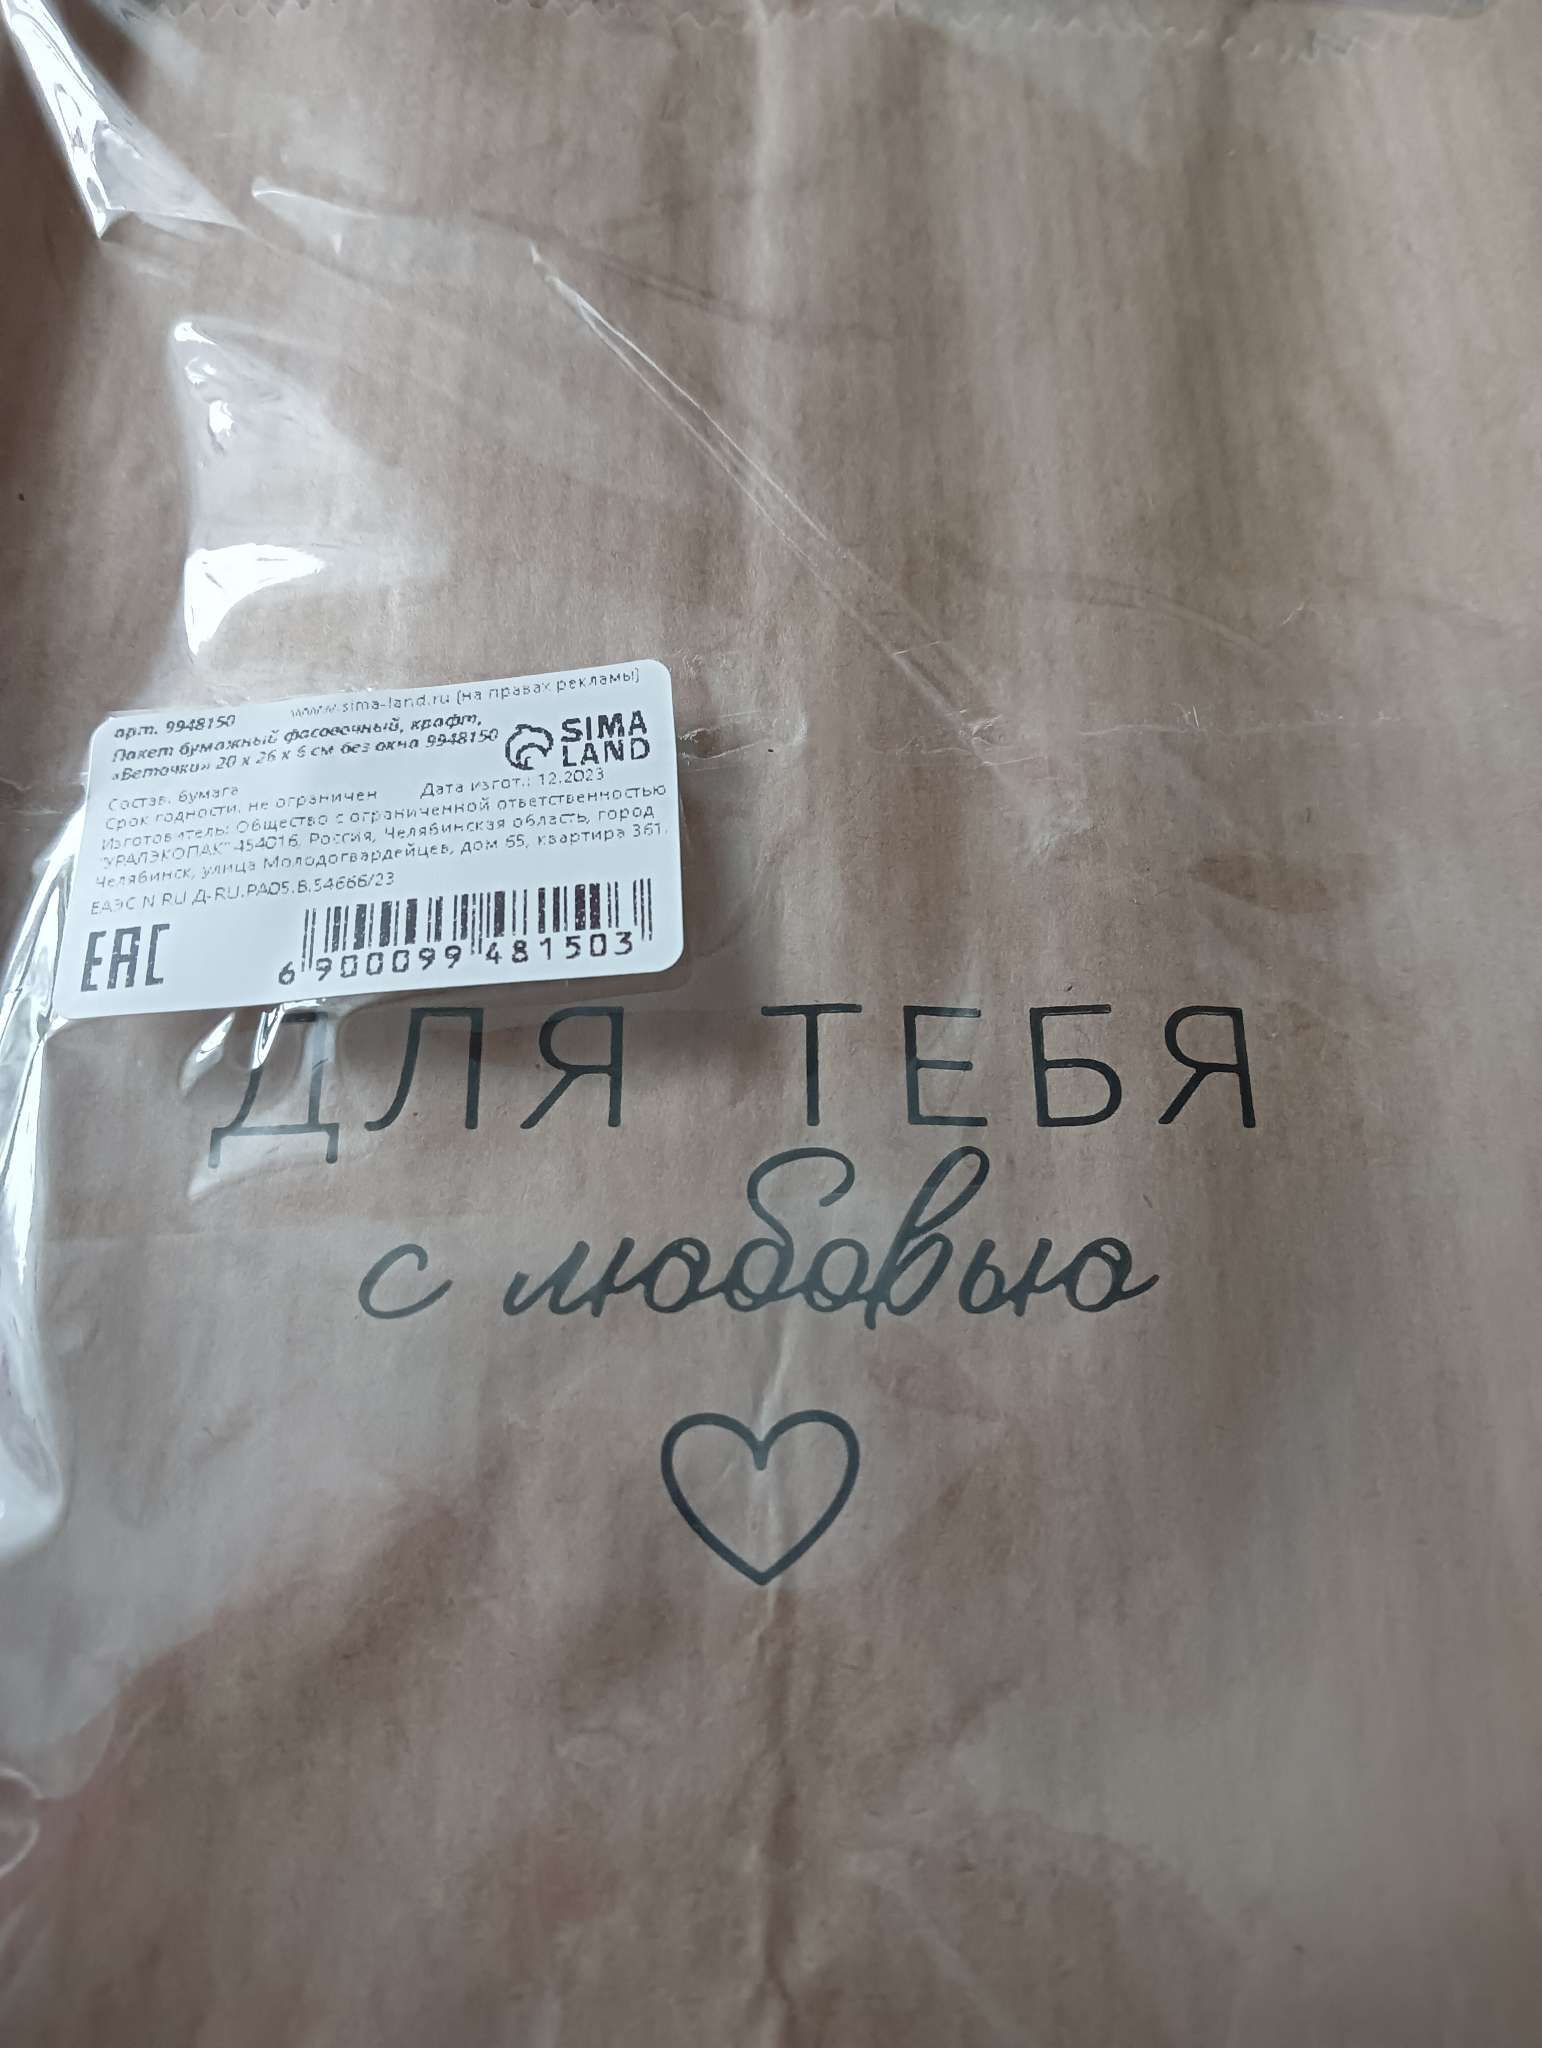 арт. 9948150 www.sima-land.ru (на правах рекламы)
Пакет бумажный фасовочный, крафт,
«Веточки» 20 х 26 х 6 см без окна 9948150
SIMA
LAND
Состав: бумага Дата изгот.: 12.2023
Срок годности: не ограничен
Изготовитель: Общество с ограниченной ответственностью
"УРАЛЭКОПАК" 454016, Россия, Челябинская область, город
Челябинск, улица Молодогвардейцев, дом 65, квартира 361.
ЕАЭС N RU Д-RU.РА05.В.54666/23
EAC
6 900099 481503
ДЛЯ ТЕБЯ
с любовью